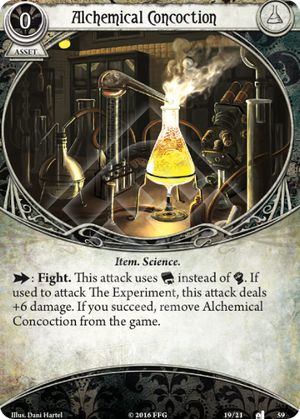 Alchemical Concoction
0
ASSET
Item. Science.
: Fight. This attack uses instead of . If
used to attack The Experiment, this attack deals
+6 damage. If you succeed, remove Alchemical
Concoction from the game.
Illus. Dani Hartel
© 2016 FFG
19/21
59